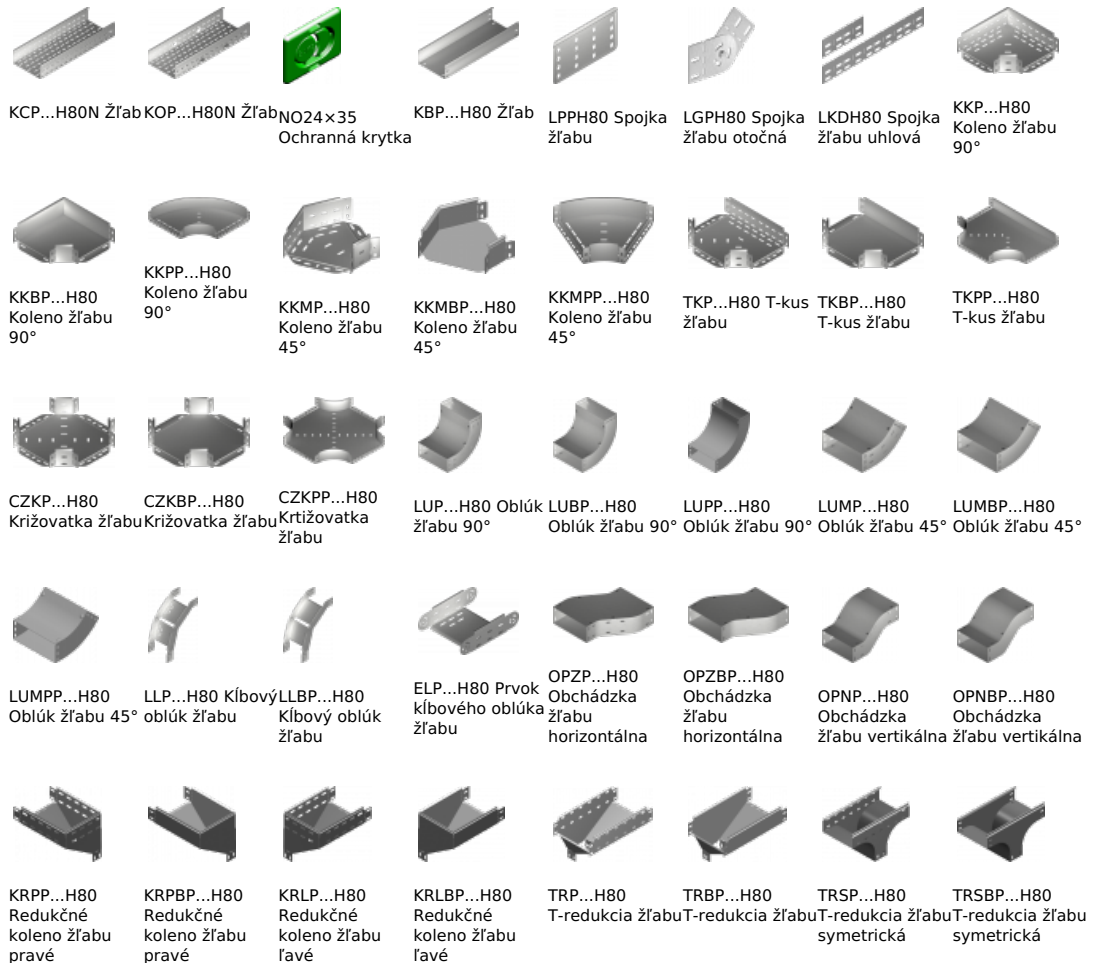 KCP...H80N Žľab
KOP...H80N Žľab
NO24×35
Ochranná krytka
KBP...H80 Žľab
LPPH80 Spojka
žľabu
LGPH80 Spojka
žľabu otočná
LKDH80 Spojka
žľabu uhlová
KKP...H80
Koleno žľabu
90°
KKBP...H80
Koleno žľabu
90°
KKPP...H80
Koleno žľabu
90°
KKMP...H80
Koleno žľabu
45°
KKMBP...H80
Koleno žľabu
45°
KKMPP...H80
Koleno žľabu
45°
TKP...H80 T-kus
žľabu
TKBP...H80
T-kus žľabu
TKPP...H80
T-kus žľabu
CZKP...H80
Križovatka žľabu
CZKBP...H80
Križovatka žľabu
CZKPP...H80
Krtižovatka
žľabu
LUP...H80 Oblúk
žľabu 90°
LUBP...H80
Oblúk žľabu 90°
LUPP...H80
Oblúk žľabu 90°
LUMP...H80
Oblúk žľabu 45°
LUMBP...H80
Oblúk žľabu 45°
LUMPP...H80
Oblúk žľabu 45°
LLP...H80 Kĺbový
oblúk žľabu
LLBP...H80
Kĺbový oblúk
žľabu
ELP...H80 Prvok
kĺbového oblúka
žľabu
OPZP...H80
Obchádzka
žľabu
horizontálna
OPZBP...H80
Obchádzka
žľabu
horizontálna
OPNP...H80
Obchádzka
žľabu vertikálna
OPNBP...H80
Obchádzka
žľabu vertikálna
KRPP...H80
Redukčné
koleno žľabu
pravé
KRPBP...H80
Redukčné
koleno žľabu
pravé
KRLP...H80
Redukčné
koleno žľabu
ľavé
KRLBP...H80
Redukčné
koleno žľabu
ľavé
TRP...H80
T-redukcia žľabu
TRBP...H80
T-redukcia žľabu
TRSP...H80
T-redukcia žľabu
symetrická
TRSBP...H80
T-redukcia žľabu
symetrická